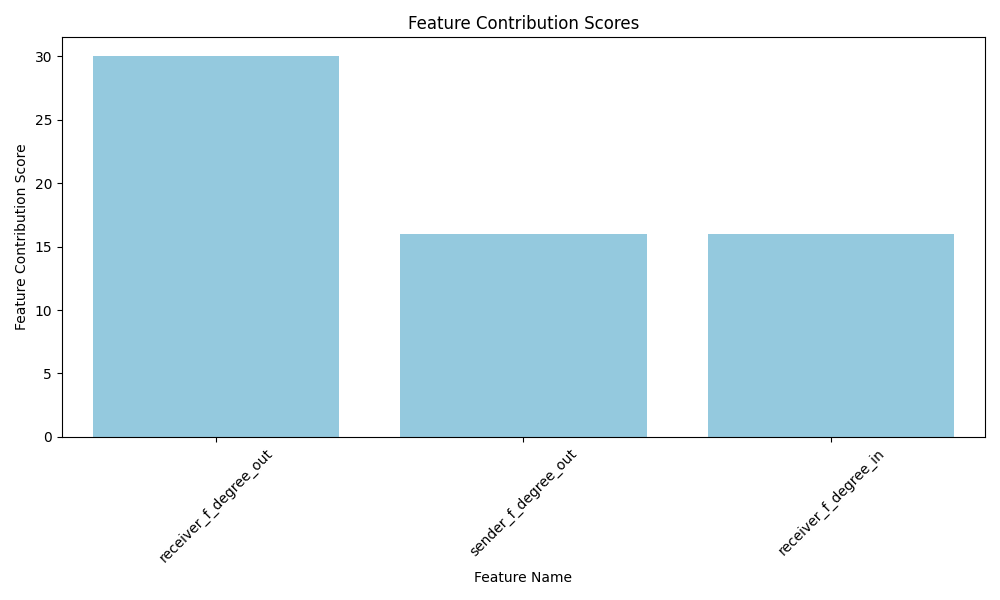 Feature Contribution Scores
Feature Contribution Score
30
25
20
15
10
5
0
receiver_f_degree_out
sender_f_degree_out
receiver_f_degree_in
Feature Name